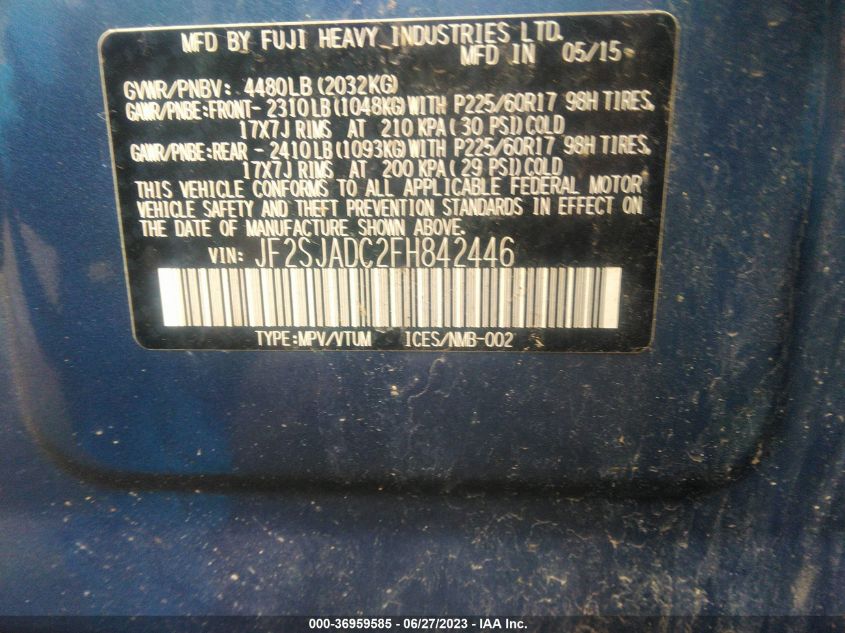 MFD BY FUJI HEAVY INDUSTRIES LTD.
MFD IN 05/15
GVWR/PNBV: 4480LB (2032KG)
GAWR/PNBE:FRONT- 2310LB(1048KG)WITH P225/60R17 98H TIRES,
17X7J RIMS AT 210 KPA(30 PSI)COLD
GAWR/PNBE:REAR - 2410LB(1093KG)WITH P225/60R17 98H TIRES,
17X7J RIMS AT 200 KPA(29 PSI)COLD
THIS VEHICLE CONFORMS TO ALL APPLICABLE FEDERAL MOTOR
VEHICLE SAFETY AND THEFT PREVENTION STANDARDS IN EFFECT ON
THE DATE OF MANUFACTURE SHOWN ABOVE.
VIN: JF2SJADC2FH842446
TYPE:MPV/VTUM ICES/NMB-002
000-36959585 - 06/27/2023 - © IAA Inc.